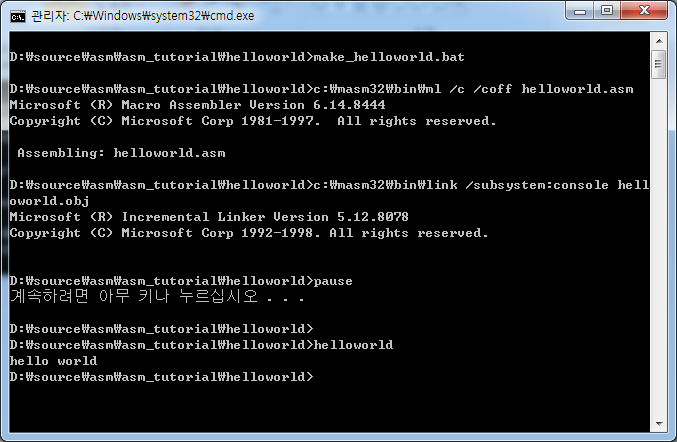 관리자: C:₩Windows₩system32₩cmd.exe
D:₩source₩asm₩asm_tutorial₩helloworld>make_helloworld.bat
D:₩source₩asm₩asm_tutorial₩helloworld>c:₩masm32₩bin₩ml /c /coff helloworld.asm
Microsoft (R) Macro Assembler Version 6.14.8444
Copyright (C) Microsoft Corp 1981-1997.  All rights reserved.
 Assembling: helloworld.asm
D:₩source₩asm₩asm_tutorial₩helloworld>c:₩masm32₩bin₩link /subsystem:console hell
oworld.obj
Microsoft (R) Incremental Linker Version 5.12.8078
Copyright (C) Microsoft Corp 1992-1998. All rights reserved.
D:₩source₩asm₩asm_tutorial₩helloworld>pause
계속하려면 아무 키나 누르십시오 . . .
D:₩source₩asm₩asm_tutorial₩helloworld>
D:₩source₩asm₩asm_tutorial₩helloworld>helloworld
hello world
D:₩source₩asm₩asm_tutorial₩helloworld>